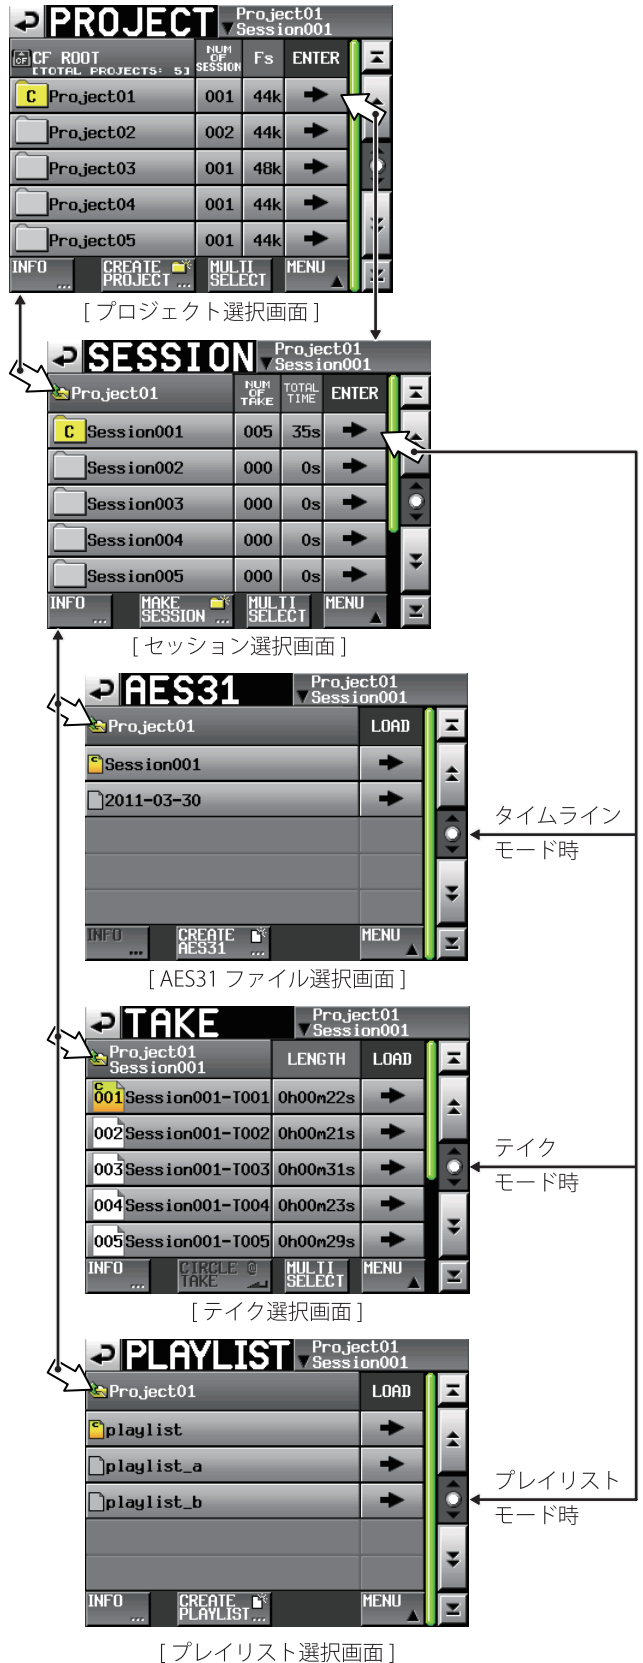 PROJECT
Project01
Session001
CF
CF ROOT
[TOTAL PROJECTS: 5]
NUM OF SESSION
Fs
ENTER
C Project01 001 44k
Project02 002 44k
Project03 001 48k
Project04 001 44k
Project05 001 44k
INFO ...
CREATE PROJECT ...
MULTI SELECT
MENU
[ プロジェクト選択画面 ]
SESSION
Project01
Session001
Project01
NUM OF TAKE
TOTAL TIME
ENTER
C Session001 005 35s
Session002 000 0s
Session003 000 0s
Session004 000 0s
Session005 000 0s
INFO ...
MAKE SESSION ...
MULTI SELECT
MENU
[ セッション選択画面 ]
AES31
Project01
Session001
Project01
LOAD
C Session001
2011-03-30
INFO ...
CREATE AES31 ...
MENU
タイムライン
モード時
[ AES31 ファイル選択画面 ]
TAKE
Project01
Session001
Project01
Session001
LENGTH
LOAD
C 001 Session001-T001 0h00m22s
002 Session001-T002 0h00m21s
003 Session001-T003 0h00m31s
004 Session001-T004 0h00m23s
005 Session001-T005 0h00m29s
INFO ...
CIRCLE @ TAKE
MULTI SELECT
MENU
テイク
モード時
[ テイク選択画面 ]
PLAYLIST
Project01
Session001
Project01
LOAD
C playlist
playlist_a
playlist_b
INFO ...
CREATE PLAYLIST...
MENU
プレイリスト
モード時
[ プレイリスト選択画面 ]